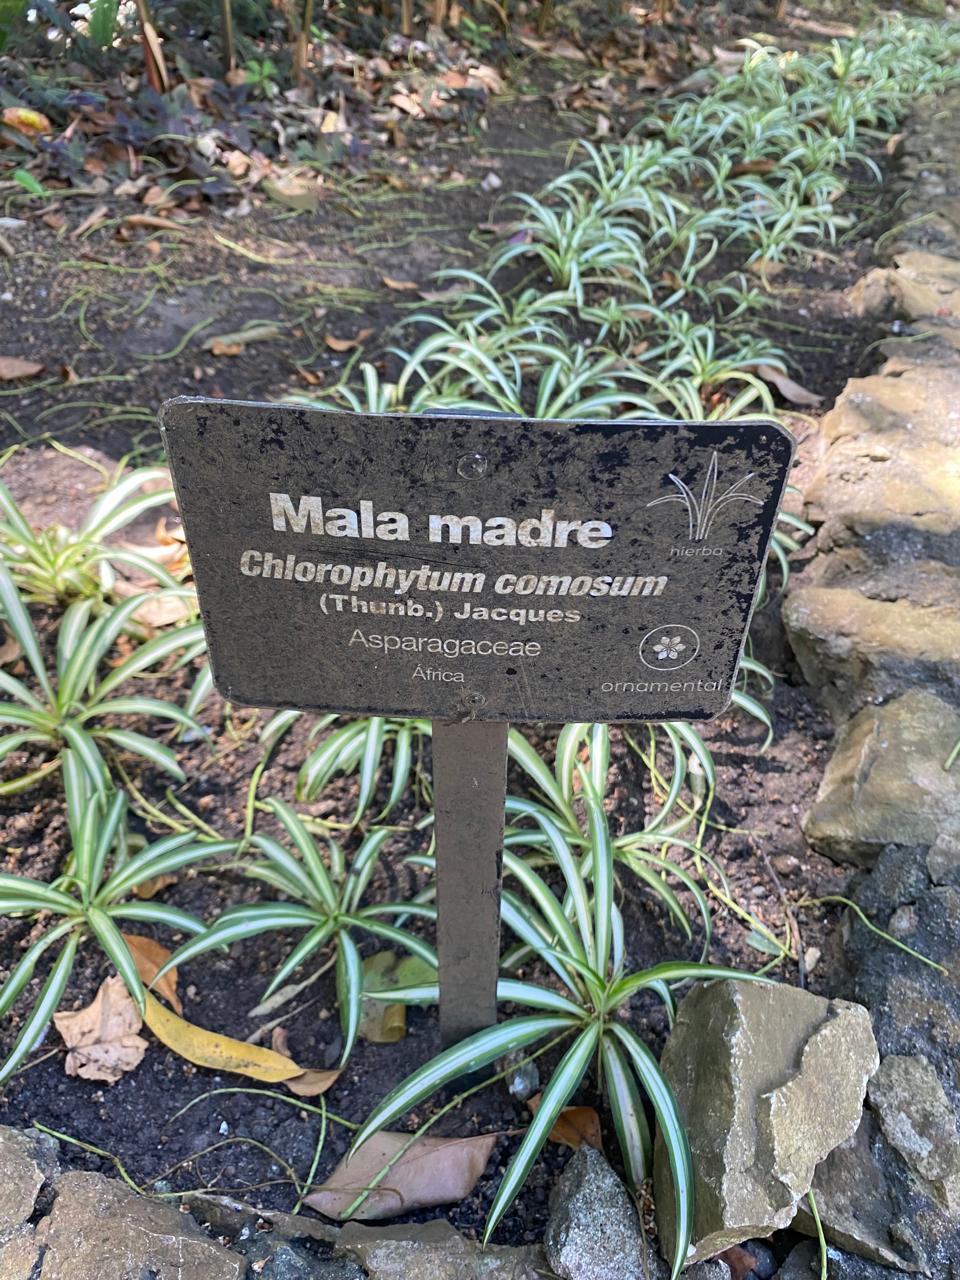 Mala madre
hierba
Chlorophytum comosum
(Thunb.) Jacques
Asparagaceae
África
ornamental